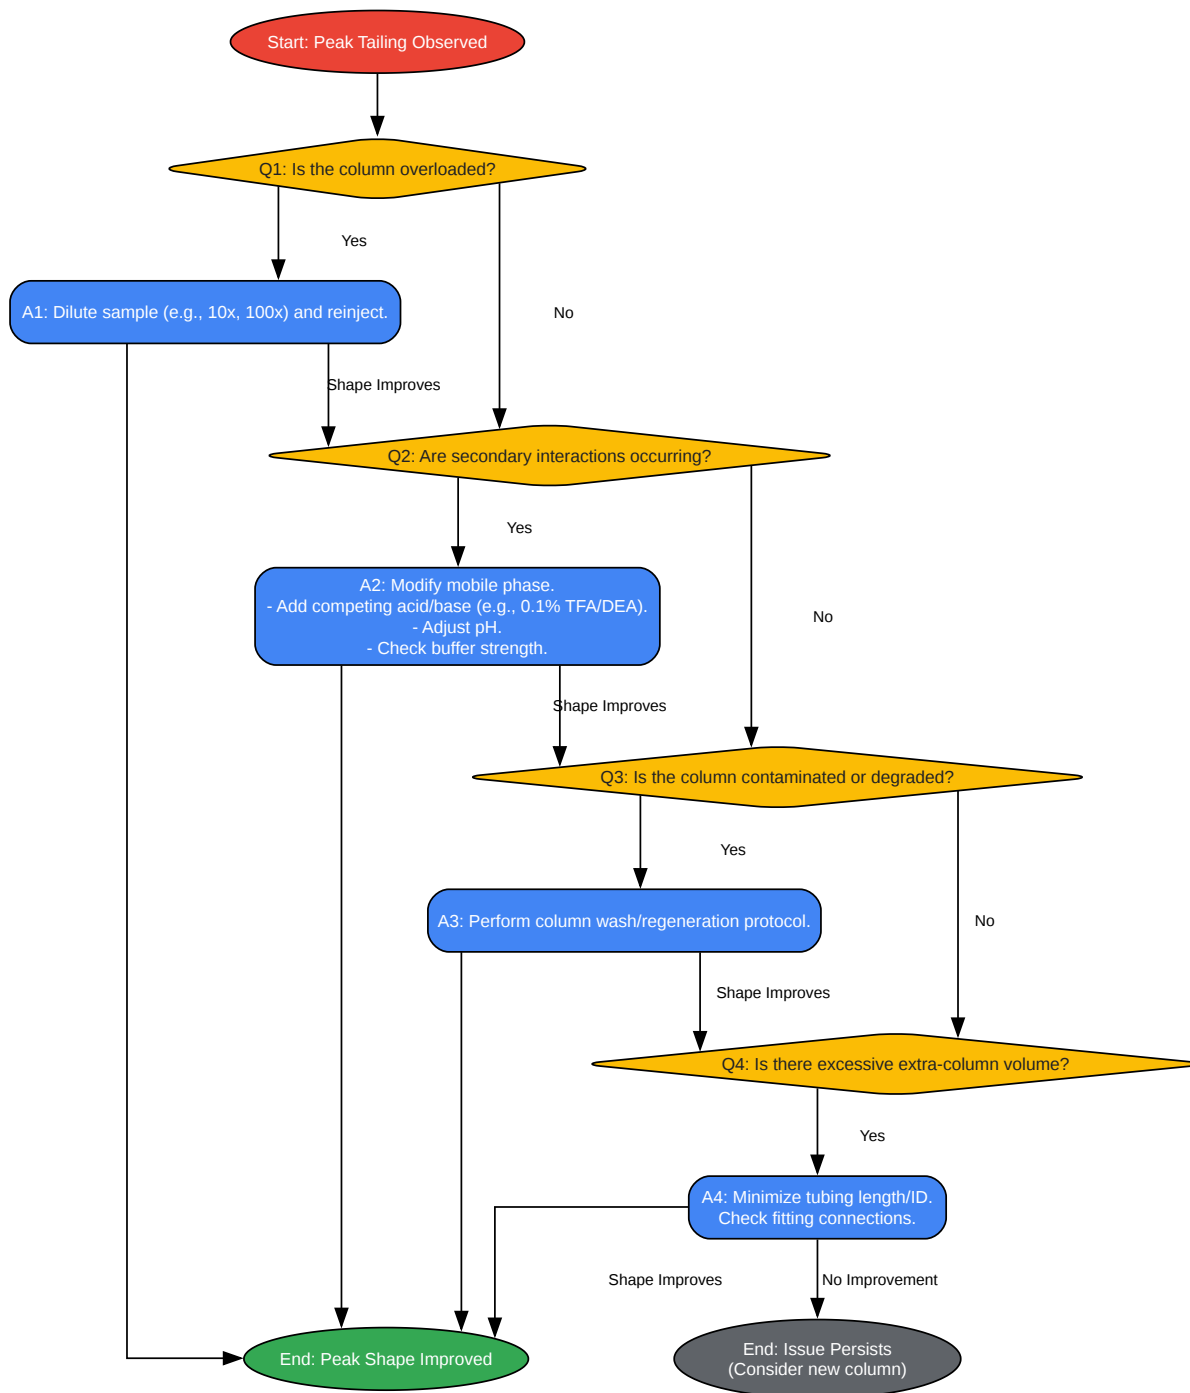 Start: Peak Tailing Observed
Q1: Is the column overloaded?
Yes
A1: Dilute sample (e.g., 10x, 100x) and reinject.
No
Shape Improves
Q2: Are secondary interactions occurring?
Yes
A2: Modify mobile phase.
- Add competing acid/base (e.g., 0.1% TFA/DEA).
- Adjust pH.
- Check buffer strength.
No
Shape Improves
Q3: Is the column contaminated or degraded?
Yes
A3: Perform column wash/regeneration protocol.
No
Shape Improves
Q4: Is there excessive extra-column volume?
Yes
A4: Minimize tubing length/ID.
Check fitting connections.
Shape Improves
No Improvement
End: Peak Shape Improved
End: Issue Persists
(Consider new column)